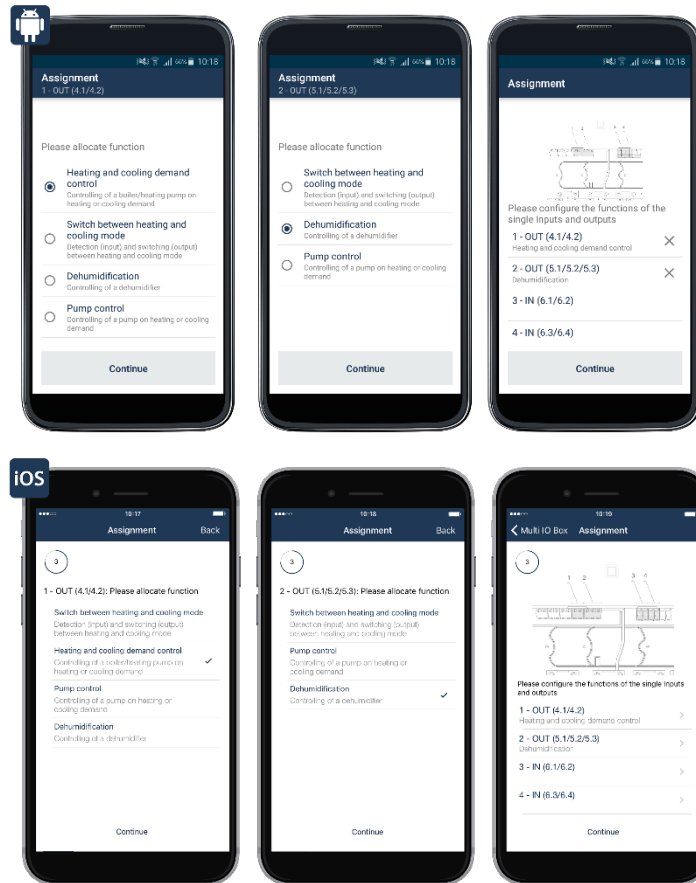 66% 10:18
Assignment
1 - OUT (4.1/4.2)
Please allocate function
Heating and cooling demand
control
Controlling of a boiler/heating pump on
heating or cooling demand
Switch between heating and
cooling mode
Detection (input) and switching (output)
between heating and cooling mode
Dehumidification
Controlling of a dehumidifier
Pump control
Controlling of a pump on heating or cooling
demand
Continue
66% 10:18
Assignment
2 - OUT (5.1/5.2/5.3)
Please allocate function
Switch between heating and
cooling mode
Detection (input) and switching (output)
between heating and cooling mode
Dehumidification
Controlling of a dehumidifier
Pump control
Controlling of a pump on heating or cooling
demand
Continue
66% 10:18
Assignment
Please configure the functions of the
single Inputs and outputs
1 - OUT (4.1/4.2)
Heating and cooling demand control
2 - OUT (5.1/5.2/5.3)
Dehumidification
3 - IN (6.1/6.2)
4 - IN (6.3/6.4)
Continue
iOS
10:17
Assignment Back
3
1 - OUT (4.1/4.2): Please allocate function
Switch between heating and cooling mode
Detection (input) and switching (output)
between heating and cooling mode
Heating and cooling demand control
Controlling of a boiler/heating pump on
heating or cooling demand
Pump control
Controlling of a pump on heating or
cooling demand
Dehumidification
Controlling of a dehumidifier
Continue
10:18
Assignment Back
3
2 - OUT (5.1/5.2/5.3): Please allocate function
Switch between heating and cooling mode
Detection (input) and switching (output)
between heating and cooling mode
Pump control
Controlling of a pump on heating or
cooling demand
Dehumidification
Controlling of a dehumidifier
Continue
10:19
Multi IO Box Assignment
3
1 2 3 4
Please configure the functions of the single Inputs
and outputs
1 - OUT (4.1/4.2)
Heating and cooling demand control
2 - OUT (5.1/5.2/5.3)
Dehumidification
3 - IN (6.1/6.2)
4 - IN (6.3/6.4)
Continue